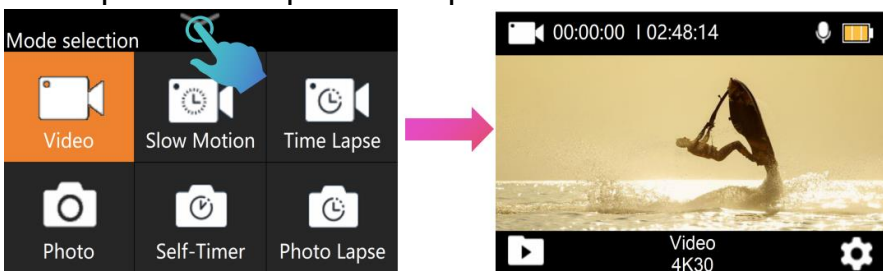 Mode selection
Video
Slow Motion
Time Lapse
Photo
Self-Timer
Photo Lapse
00:00:00 I 02:48:14
Video
4K30